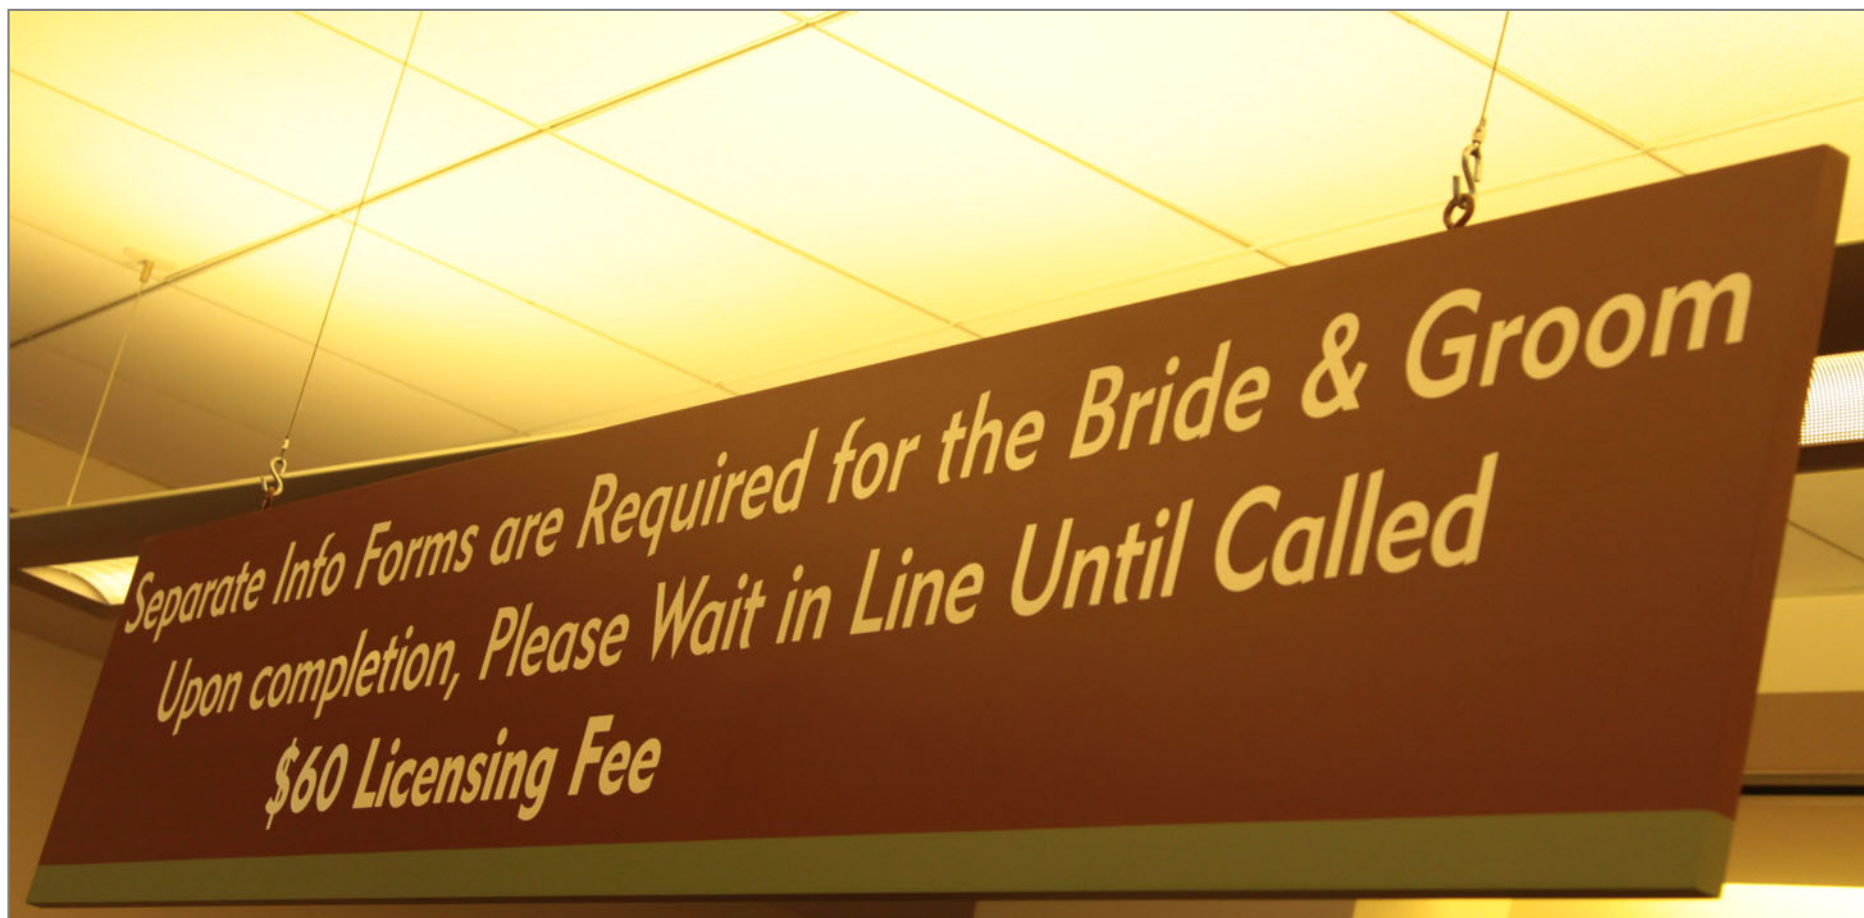 Separate Info Forms are Required for the Bride & Groom
Upon completion, Please Wait in Line Until Called
$60 Licensing Fee